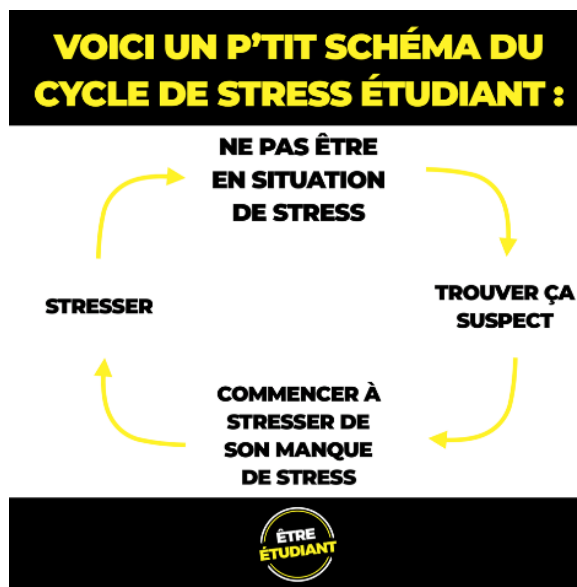 VOICI UN P'TIT SCHÉMA DU
CYCLE DE STRESS ÉTUDIANT :
NE PAS ÊTRE
EN SITUATION
DE STRESS
TROUVER ÇA
SUSPECT
COMMENCER À
STRESSER DE
SON MANQUE
DE STRESS
STRESSER
ÊTRE
ÉTUDIANT